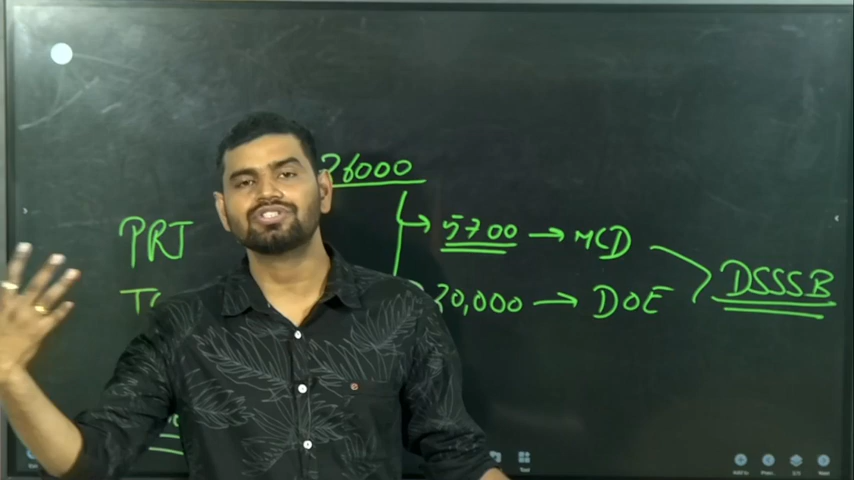 26000
5700 → MCD
PRT
DSSSB
20,000 → DOE